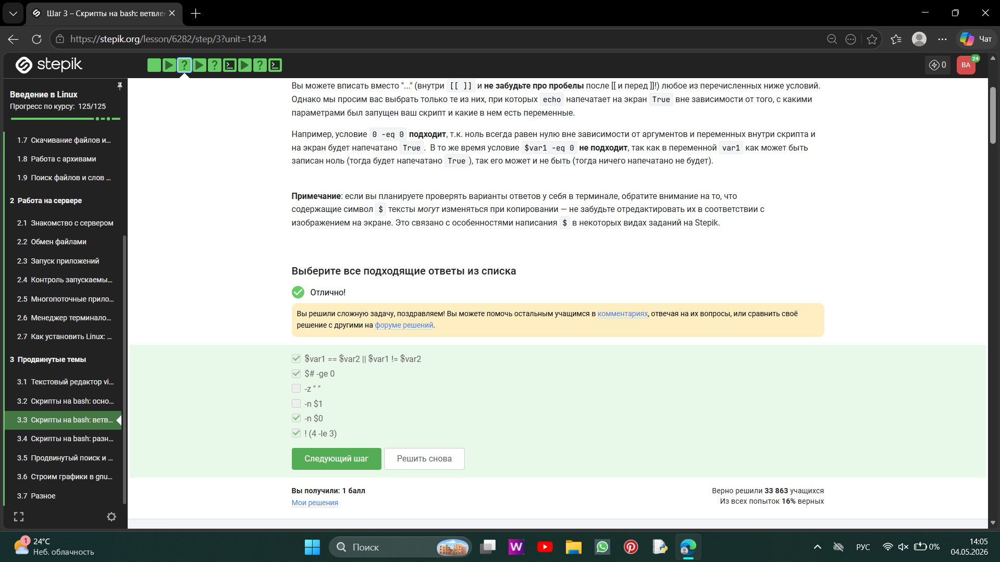 Шаг 3 – Скрипты на bash: ветвле
https://stepik.org/lesson/6282/step/3?unit=1234
Чат
stepik
0
ВА
24
Введение в Linux
Прогресс по курсу: 125/125
1.7 Скачивание файлов и...
1.8 Работа с архивами
1.9 Поиск файлов и слов ...
2 Работа на сервере
2.1 Знакомство с сервером
2.2 Обмен файлами
2.3 Запуск приложений
2.4 Контроль запускаемы...
2.5 Многопоточные прило...
2.6 Менеджер терминало...
2.7 Как установить Linux: ...
3 Продвинутые темы
3.1 Текстовый редактор vi...
3.2 Скрипты на bash: осно...
3.3 Скрипты на bash: ветв...
3.4 Скрипты на bash: разн...
3.5 Продвинутый поиск и ...
3.6 Строим графики в gnu...
3.7 Разное
Вы можете вписать вместо "..." (внутри [[ ]] и не забудьте про пробелы после [[ и перед ]]!) любое из перечисленных ниже условий.
Однако мы просим вас выбрать только те из них, при которых echo напечатает на экран True вне зависимости от того, с какими
параметрами был запущен ваш скрипт и какие в нем есть переменные.
Например, условие 0 -eq 0 подходит, т.к. ноль всегда равен нулю вне зависимости от аргументов и переменных внутри скрипта и
на экран будет напечатано True . В то же время условие $var1 -eq 0 не подходит, так как в переменной var1 как может быть
записан ноль (тогда будет напечатано True ), так его может и не быть (тогда ничего напечатано не будет).
Примечание: если вы планируете проверять варианты ответов у себя в терминале, обратите внимание на то, что
содержащие символ $ тексты могут изменяться при копировании — не забудьте отредактировать их в соответствии с
изображением на экране. Это связано с особенностями написания $ в некоторых видах заданий на Stepik.
Выберите все подходящие ответы из списка
Отлично!
Вы решили сложную задачу, поздравляем! Вы можете помочь остальным учащимся в комментариях, отвечая на их вопросы, или сравнить своё
решение с другими на форуме решений.
$var1 == $var2 || $var1 != $var2
$# -ge 0
-z " "
-n $1
-n $0
! (4 -le 3)
Следующий шаг
Решить снова
Вы получили: 1 балл
Мои решения
Верно решили 33 863 учащихся
Из всех попыток 16% верных
1
24°C
Неб. облачность
Поиск
W
РУС
0%
14:05
04.05.2026